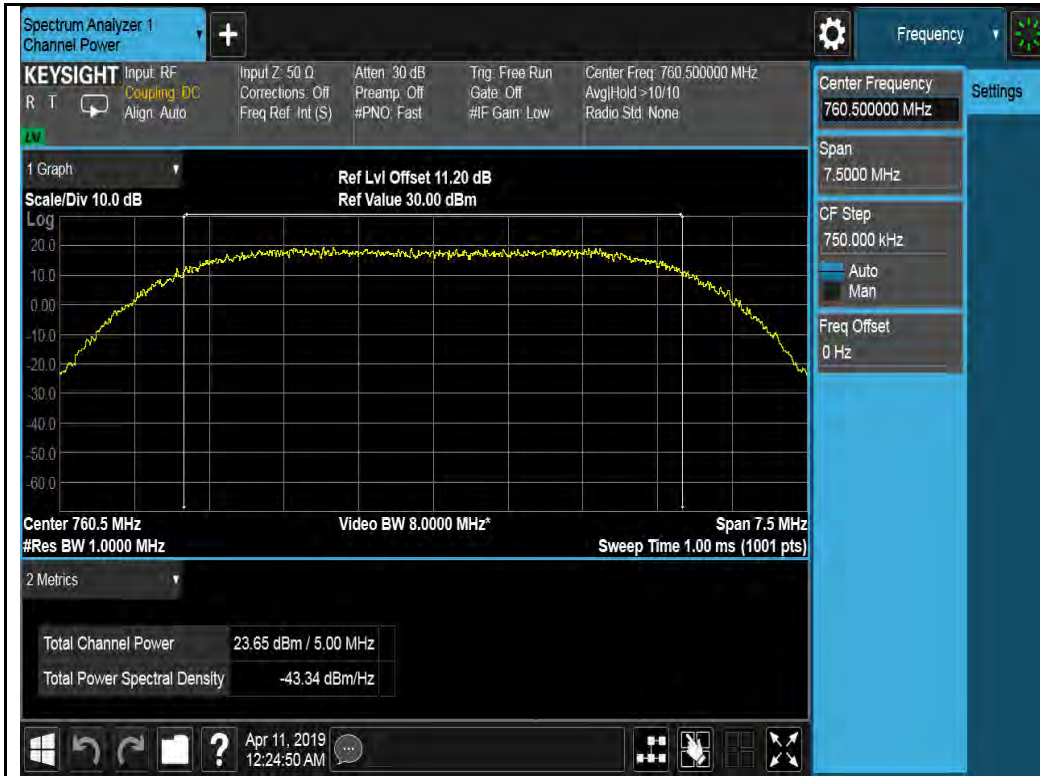 Spectrum Analyzer 1
Channel Power
+
Frequency
KEYSIGHT
R T
LV
Input: RF
Coupling: DC
Align: Auto
Input Z: 50 Ω
Corrections: Off
Freq Ref: Int (S)
Atten: 30 dB
Preamp: Off
#PNO: Fast
Trig: Free Run
Gate: Off
#IF Gain: Low
Center Freq: 760.500000 MHz
Avg|Hold >10/10
Radio Std: None
Center Frequency
760.500000 MHz
Settings
Span
7.5000 MHz
CF Step
750.000 kHz
Auto
Man
Freq Offset
0 Hz
1 Graph
Scale/Div 10.0 dB
Ref Lvl Offset 11.20 dB
Ref Value 30.00 dBm
Log
20.0
10.0
0.00
-10.0
-20.0
-30.0
-40.0
-50.0
-60.0
Center 760.5 MHz
Video BW 8.0000 MHz*
Span 7.5 MHz
#Res BW 1.0000 MHz
Sweep Time 1.00 ms (1001 pts)
2 Metrics
Total Channel Power 23.65 dBm / 5.00 MHz
Total Power Spectral Density -43.34 dBm/Hz
?
Apr 11, 2019
12:24:50 AM